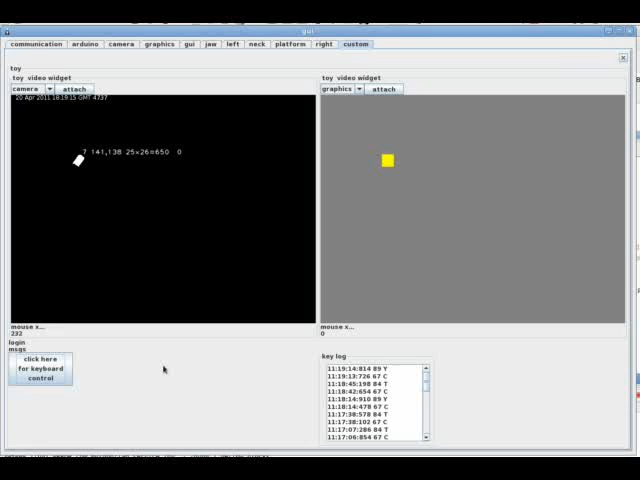 gui
communication arduino camera graphics gui jaw left neck platform right custom
toy
toy video widget
camera attach
20 Apr 2011 18:19:15 GMT 4737
7 141,138 25×26=650 0
mouse x...
232
toy video widget
graphics attach
mouse x...
0
login
msgs
click here
for keyboard
control
key log
11:19:14:814 89 Y
11:19:13:726 67 C
11:18:45:198 84 T
11:18:42:654 67 C
11:18:14:910 89 Y
11:18:14:478 67 C
11:17:38:578 84 T
11:17:38:102 67 C
11:17:07:286 84 T
11:17:06:854 67 C